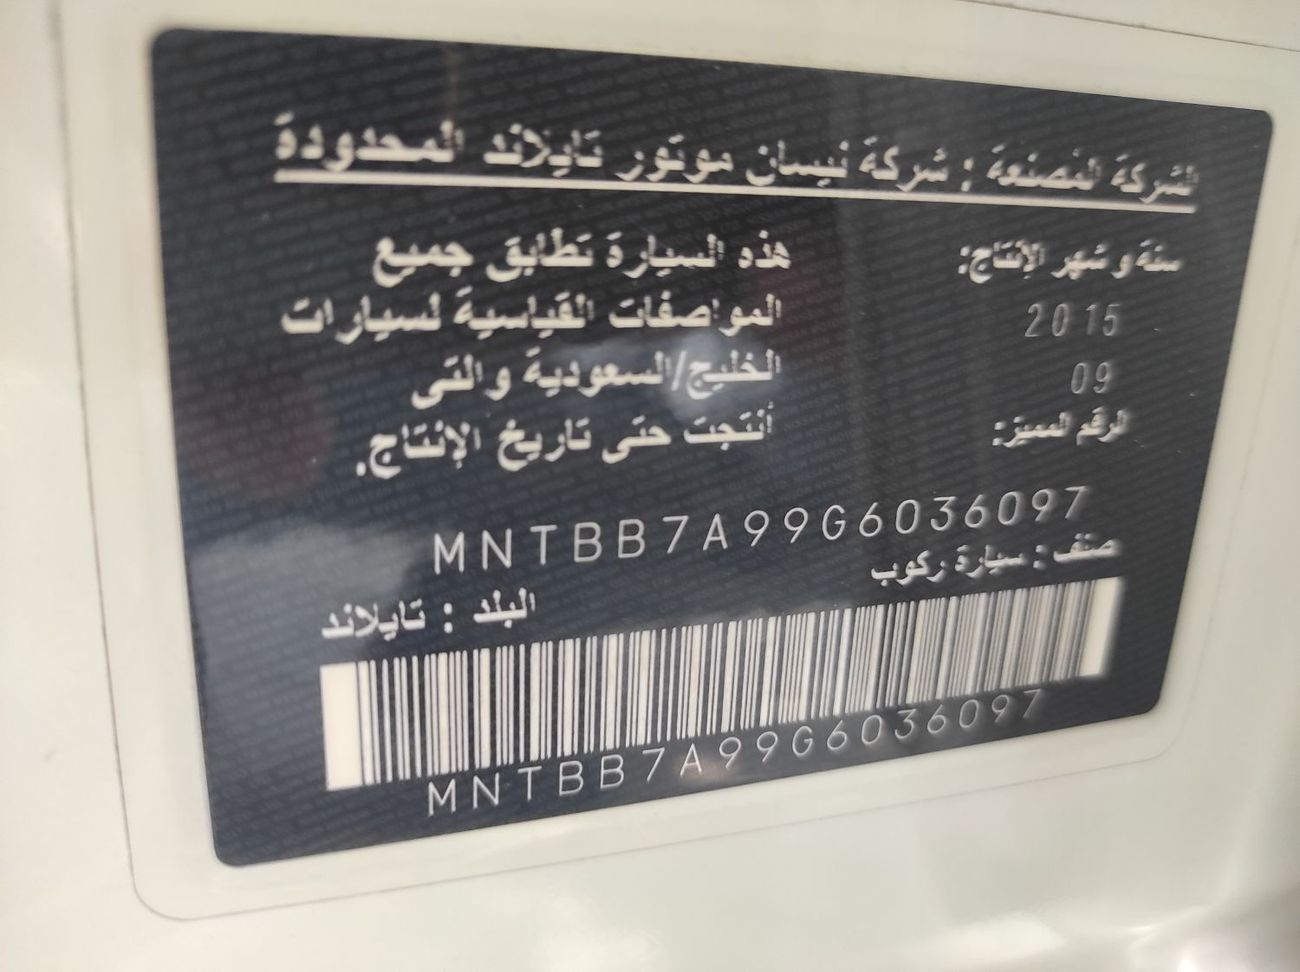 الشركة المصنعة : شركة نيسان موتور تايلاند المحدودة
سنة و شهر الإنتاج:
2015
09
هذه السيارة تطابق جميع
المواصفات القياسية لسيارات
الخليج/السعودية والتى
أنتجت حتى تاريخ الإنتاج.
الرقم المميز:
MNTBB7A99G6036097
صنف : سيارة ركوب
البلد : تايلاند
MNTBB7A99G6036097